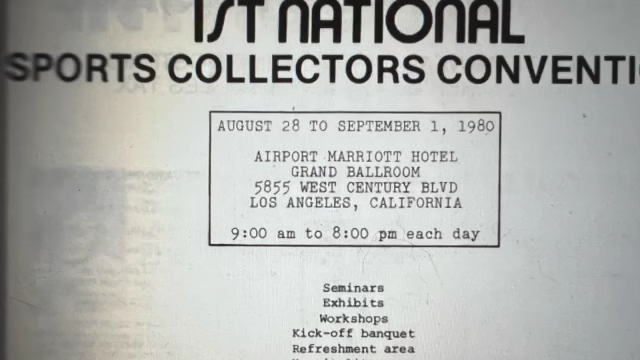 1ST NATIONAL
SPORTS COLLECTORS CONVENTI
AUGUST 28 TO SEPTEMBER 1, 1980
AIRPORT MARRIOTT HOTEL
GRAND BALLROOM
5855 WEST CENTURY BLVD
LOS ANGELES, CALIFORNIA
9:00 am to 8:00 pm each day
Seminars
Exhibits
Workshops
Kick-off banquet
Refreshment area